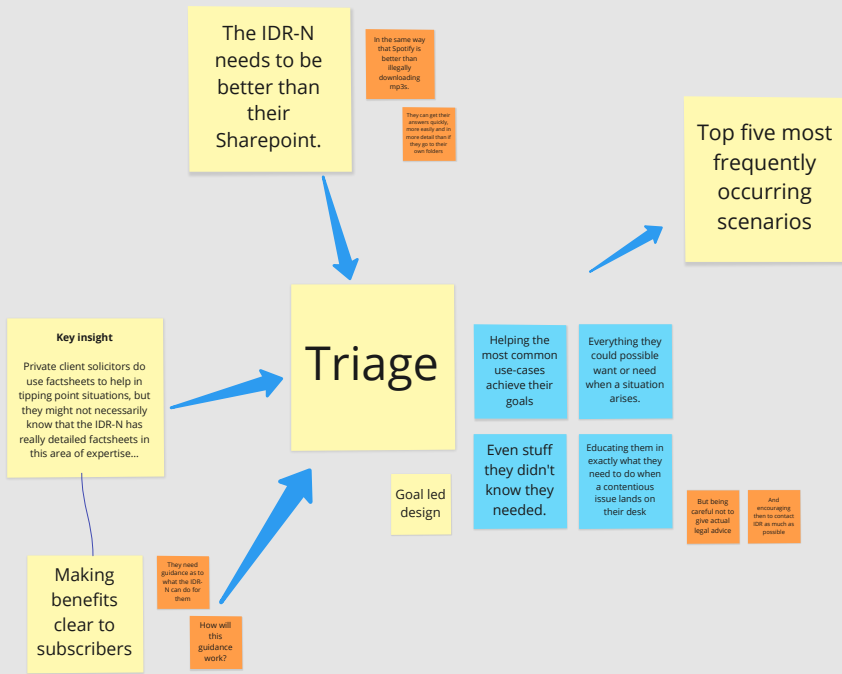 The IDR-N
needs to be
better than
their
Sharepoint.
In the same way
that Spotify is
better than
illegally
downloading
mp3s.
They can get their
answers quickly,
more easily and in
more detail than if
they go to their
own folders
Top five most
frequently
occurring
scenarios
Key insight
Private client solicitors do
use factsheets to help in
tipping point situations, but
they might not necessarily
know that the IDR-N has
really detailed factsheets in
this area of expertise...
Triage
Helping the
most common
use-cases
achieve their
goals
Everything they
could possible
want or need
when a situation
arises.
Even stuff
they didn't
know they
needed.
Educating them in
exactly what they
need to do when
a contentious
issue lands on
their desk
Goal led
design
But being
careful not to
give actual
legal advice
And
encouraging
then to contact
IDR as much as
possible
Making
benefits
clear to
subscribers
They need
guidance as to
what the IDR-
N can do for
them
How will
this
guidance
work?